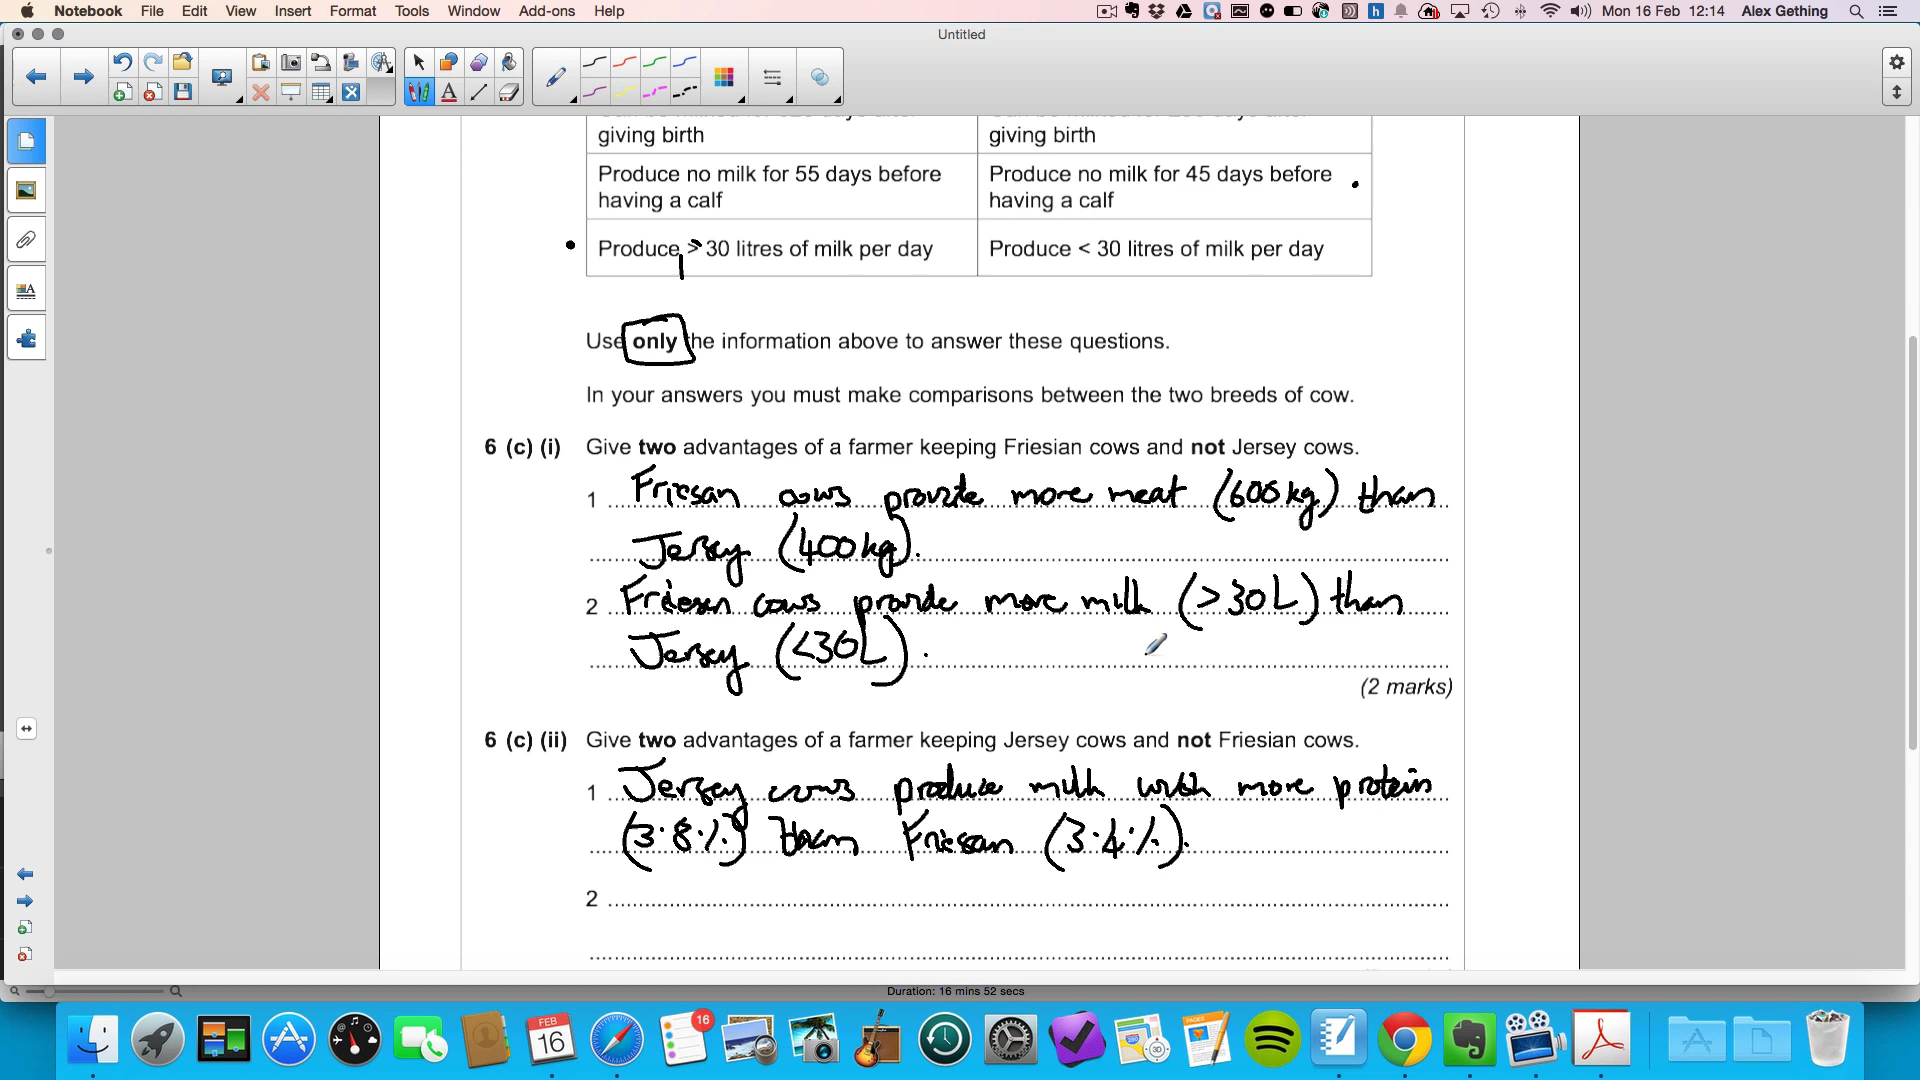 Notebook File Edit View Insert Format Tools Window Add-ons Help Mon 16 Feb 12:14 Alex Gething
Untitled
giving birth
giving birth
Produce no milk for 55 days before
having a calf
Produce no milk for 45 days before
having a calf
Produce > 30 litres of milk per day
Produce < 30 litres of milk per day
Use only the information above to answer these questions.
In your answers you must make comparisons between the two breeds of cow.
6 (c) (i) Give two advantages of a farmer keeping Friesian cows and not Jersey cows.
1 Friesan cows provide more meat (600kg) than
Jersey (400kg).
2 Friesan cows provide more milk (>30L) than
Jersey (<30L).
(2 marks)
6 (c) (ii) Give two advantages of a farmer keeping Jersey cows and not Friesian cows.
1 Jersey cows produce milk with more protein
(3.8%) than Friesan (3.4%).
2
Duration: 16 mins 52 secs
FEB
16
16